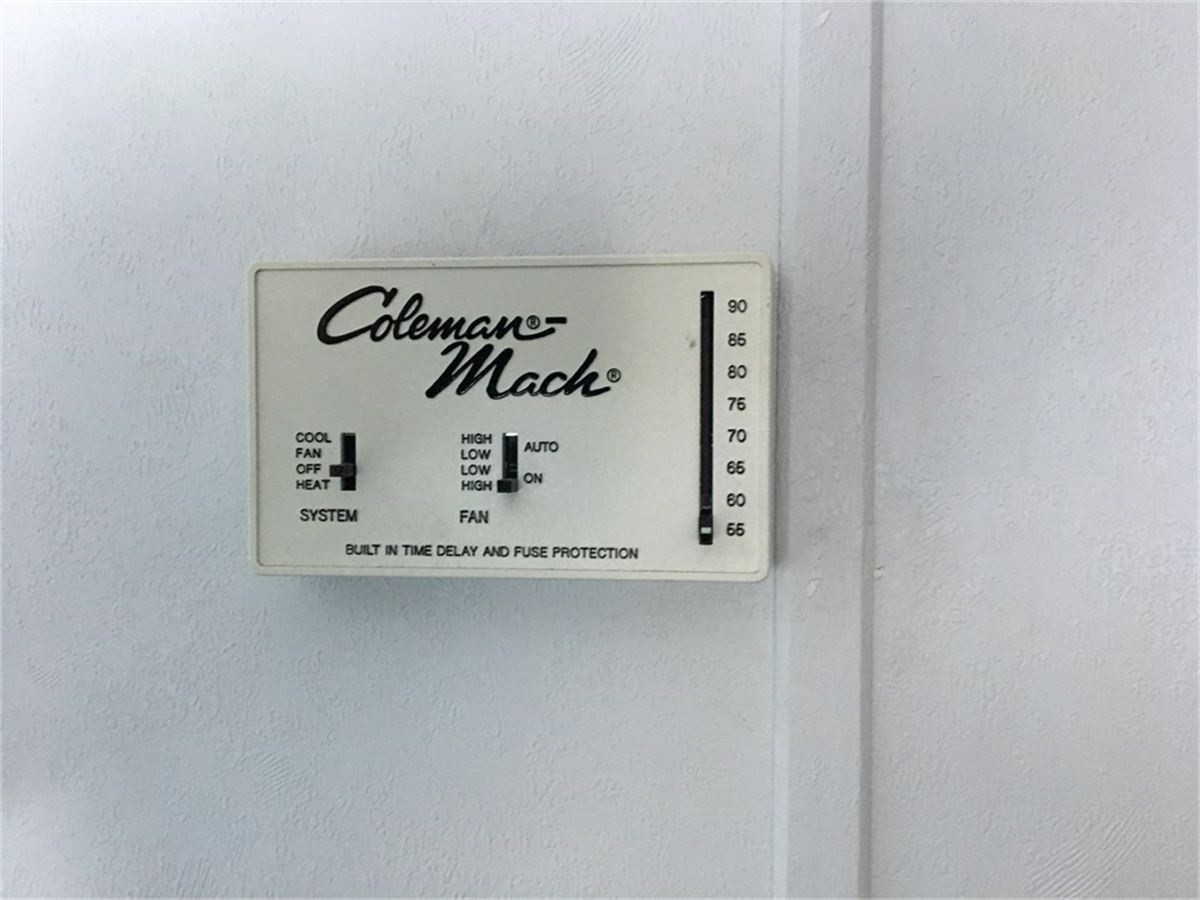 Coleman®-
Mach®
90
85
80
75
70
65
60
55
COOL
FAN
OFF
HEAT
SYSTEM
HIGH
LOW
LOW
HIGH
AUTO
ON
FAN
BUILT IN TIME DELAY AND FUSE PROTECTION